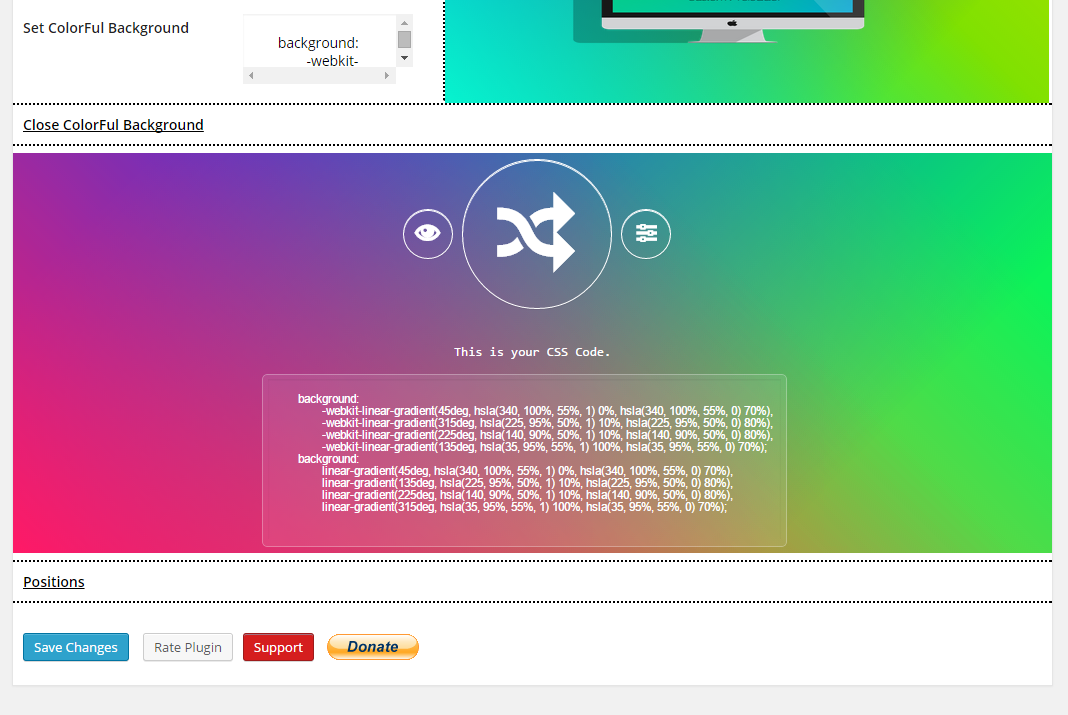 Set ColorFul Background
background:
-webkit-
Close ColorFul Background
This is your CSS Code.
background:
-webkit-linear-gradient(45deg, hsla(340, 100%, 55%, 1) 0%, hsla(340, 100%, 55%, 0) 70%),
-webkit-linear-gradient(315deg, hsla(225, 95%, 50%, 1) 10%, hsla(225, 95%, 50%, 0) 80%),
-webkit-linear-gradient(225deg, hsla(140, 90%, 50%, 1) 10%, hsla(140, 90%, 50%, 0) 80%),
-webkit-linear-gradient(135deg, hsla(35, 95%, 55%, 1) 100%, hsla(35, 95%, 55%, 0) 70%);
background:
linear-gradient(45deg, hsla(340, 100%, 55%, 1) 0%, hsla(340, 100%, 55%, 0) 70%),
linear-gradient(135deg, hsla(225, 95%, 50%, 1) 10%, hsla(225, 95%, 50%, 0) 80%),
linear-gradient(225deg, hsla(140, 90%, 50%, 1) 10%, hsla(140, 90%, 50%, 0) 80%),
linear-gradient(315deg, hsla(35, 95%, 55%, 1) 100%, hsla(35, 95%, 55%, 0) 70%);
Positions
Save Changes
Rate Plugin
Support
Donate